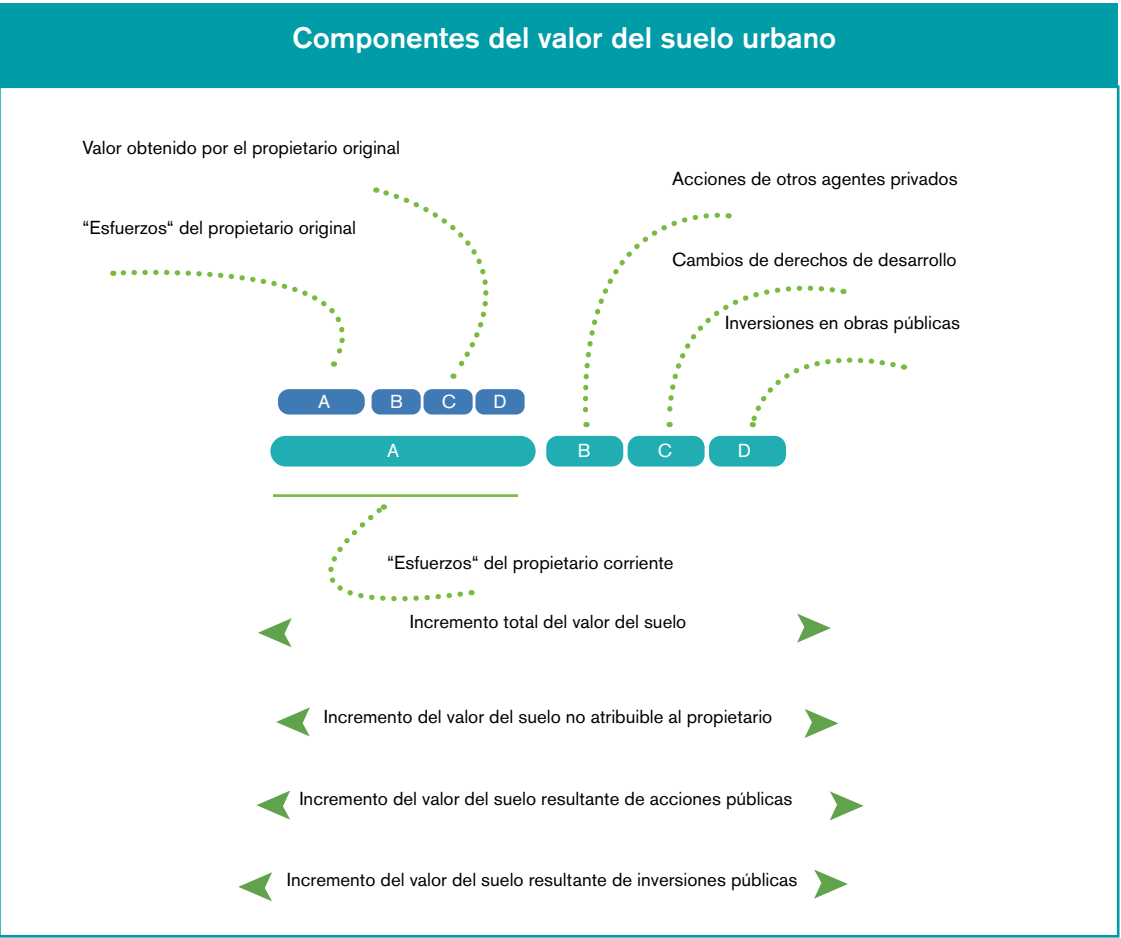 Componentes del valor del suelo urbano
Valor obtenido por el propietario original
Acciones de otros agentes privados
“Esfuerzos“ del propietario original
Cambios de derechos de desarrollo
Inversiones en obras públicas
A B C D
A B C D
“Esfuerzos“ del propietario corriente
Incremento total del valor del suelo
Incremento del valor del suelo no atribuible al propietario
Incremento del valor del suelo resultante de acciones públicas
Incremento del valor del suelo resultante de inversiones públicas